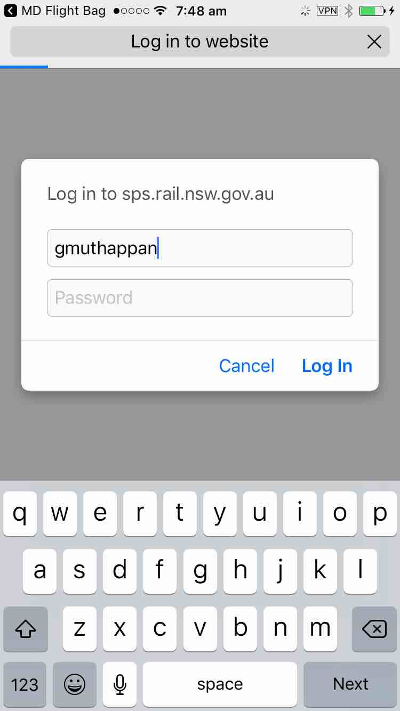 MD Flight Bag 7:48 am VPN
Log in to website
Log in to sps.rail.nsw.gov.au
gmuthappan
Password
Cancel Log In
q w e r t y u i o p
a s d f g h j k l
z x c v b n m
123 space Next